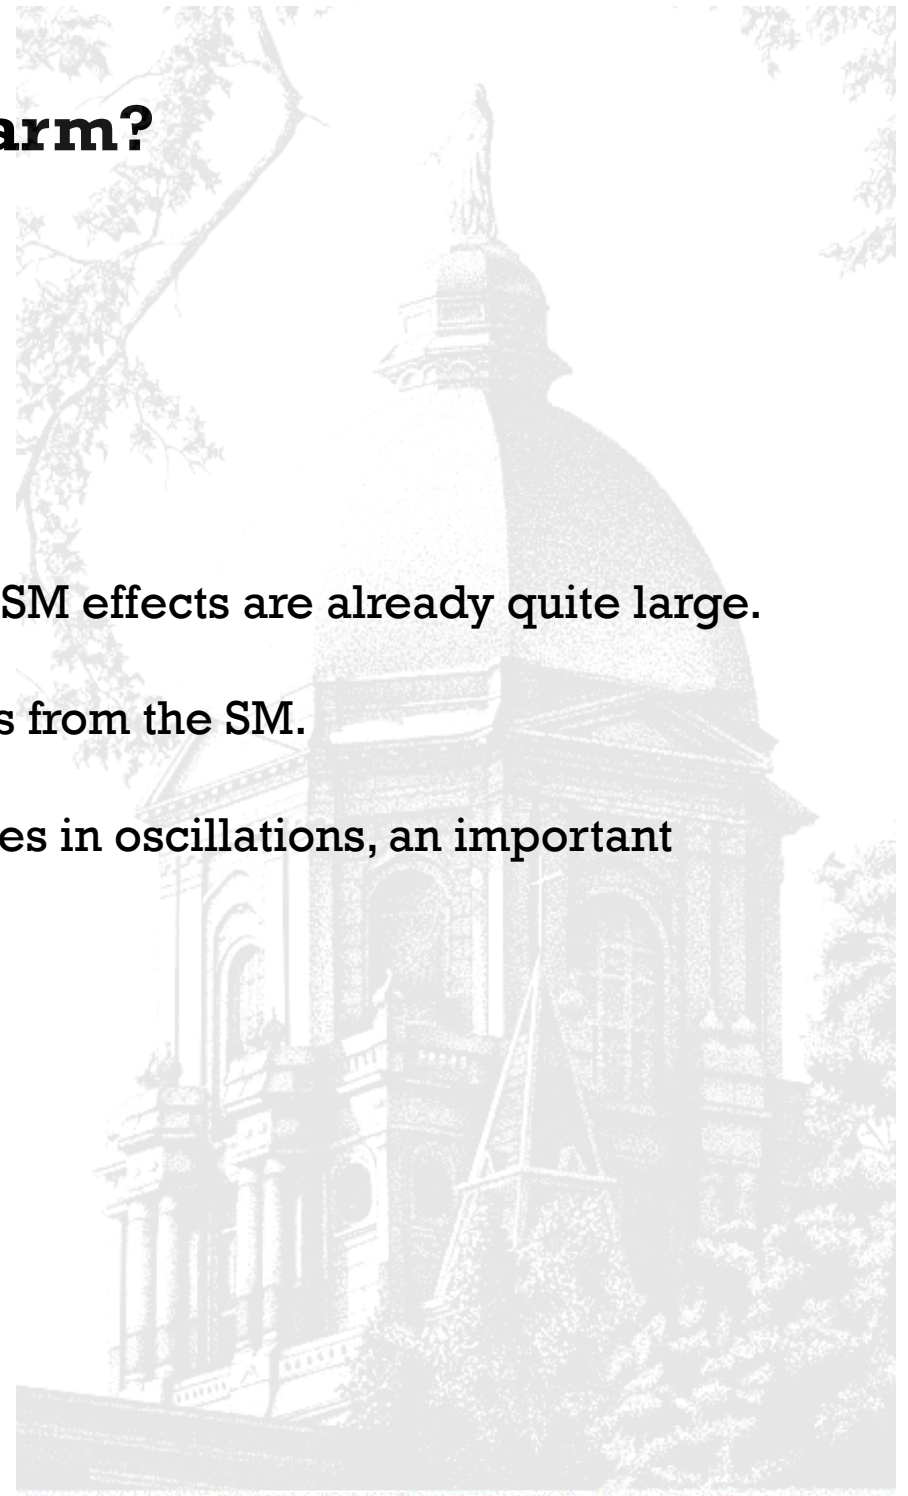 arm?
SM effects are already quite large.
s from the SM.
es in oscillations, an important